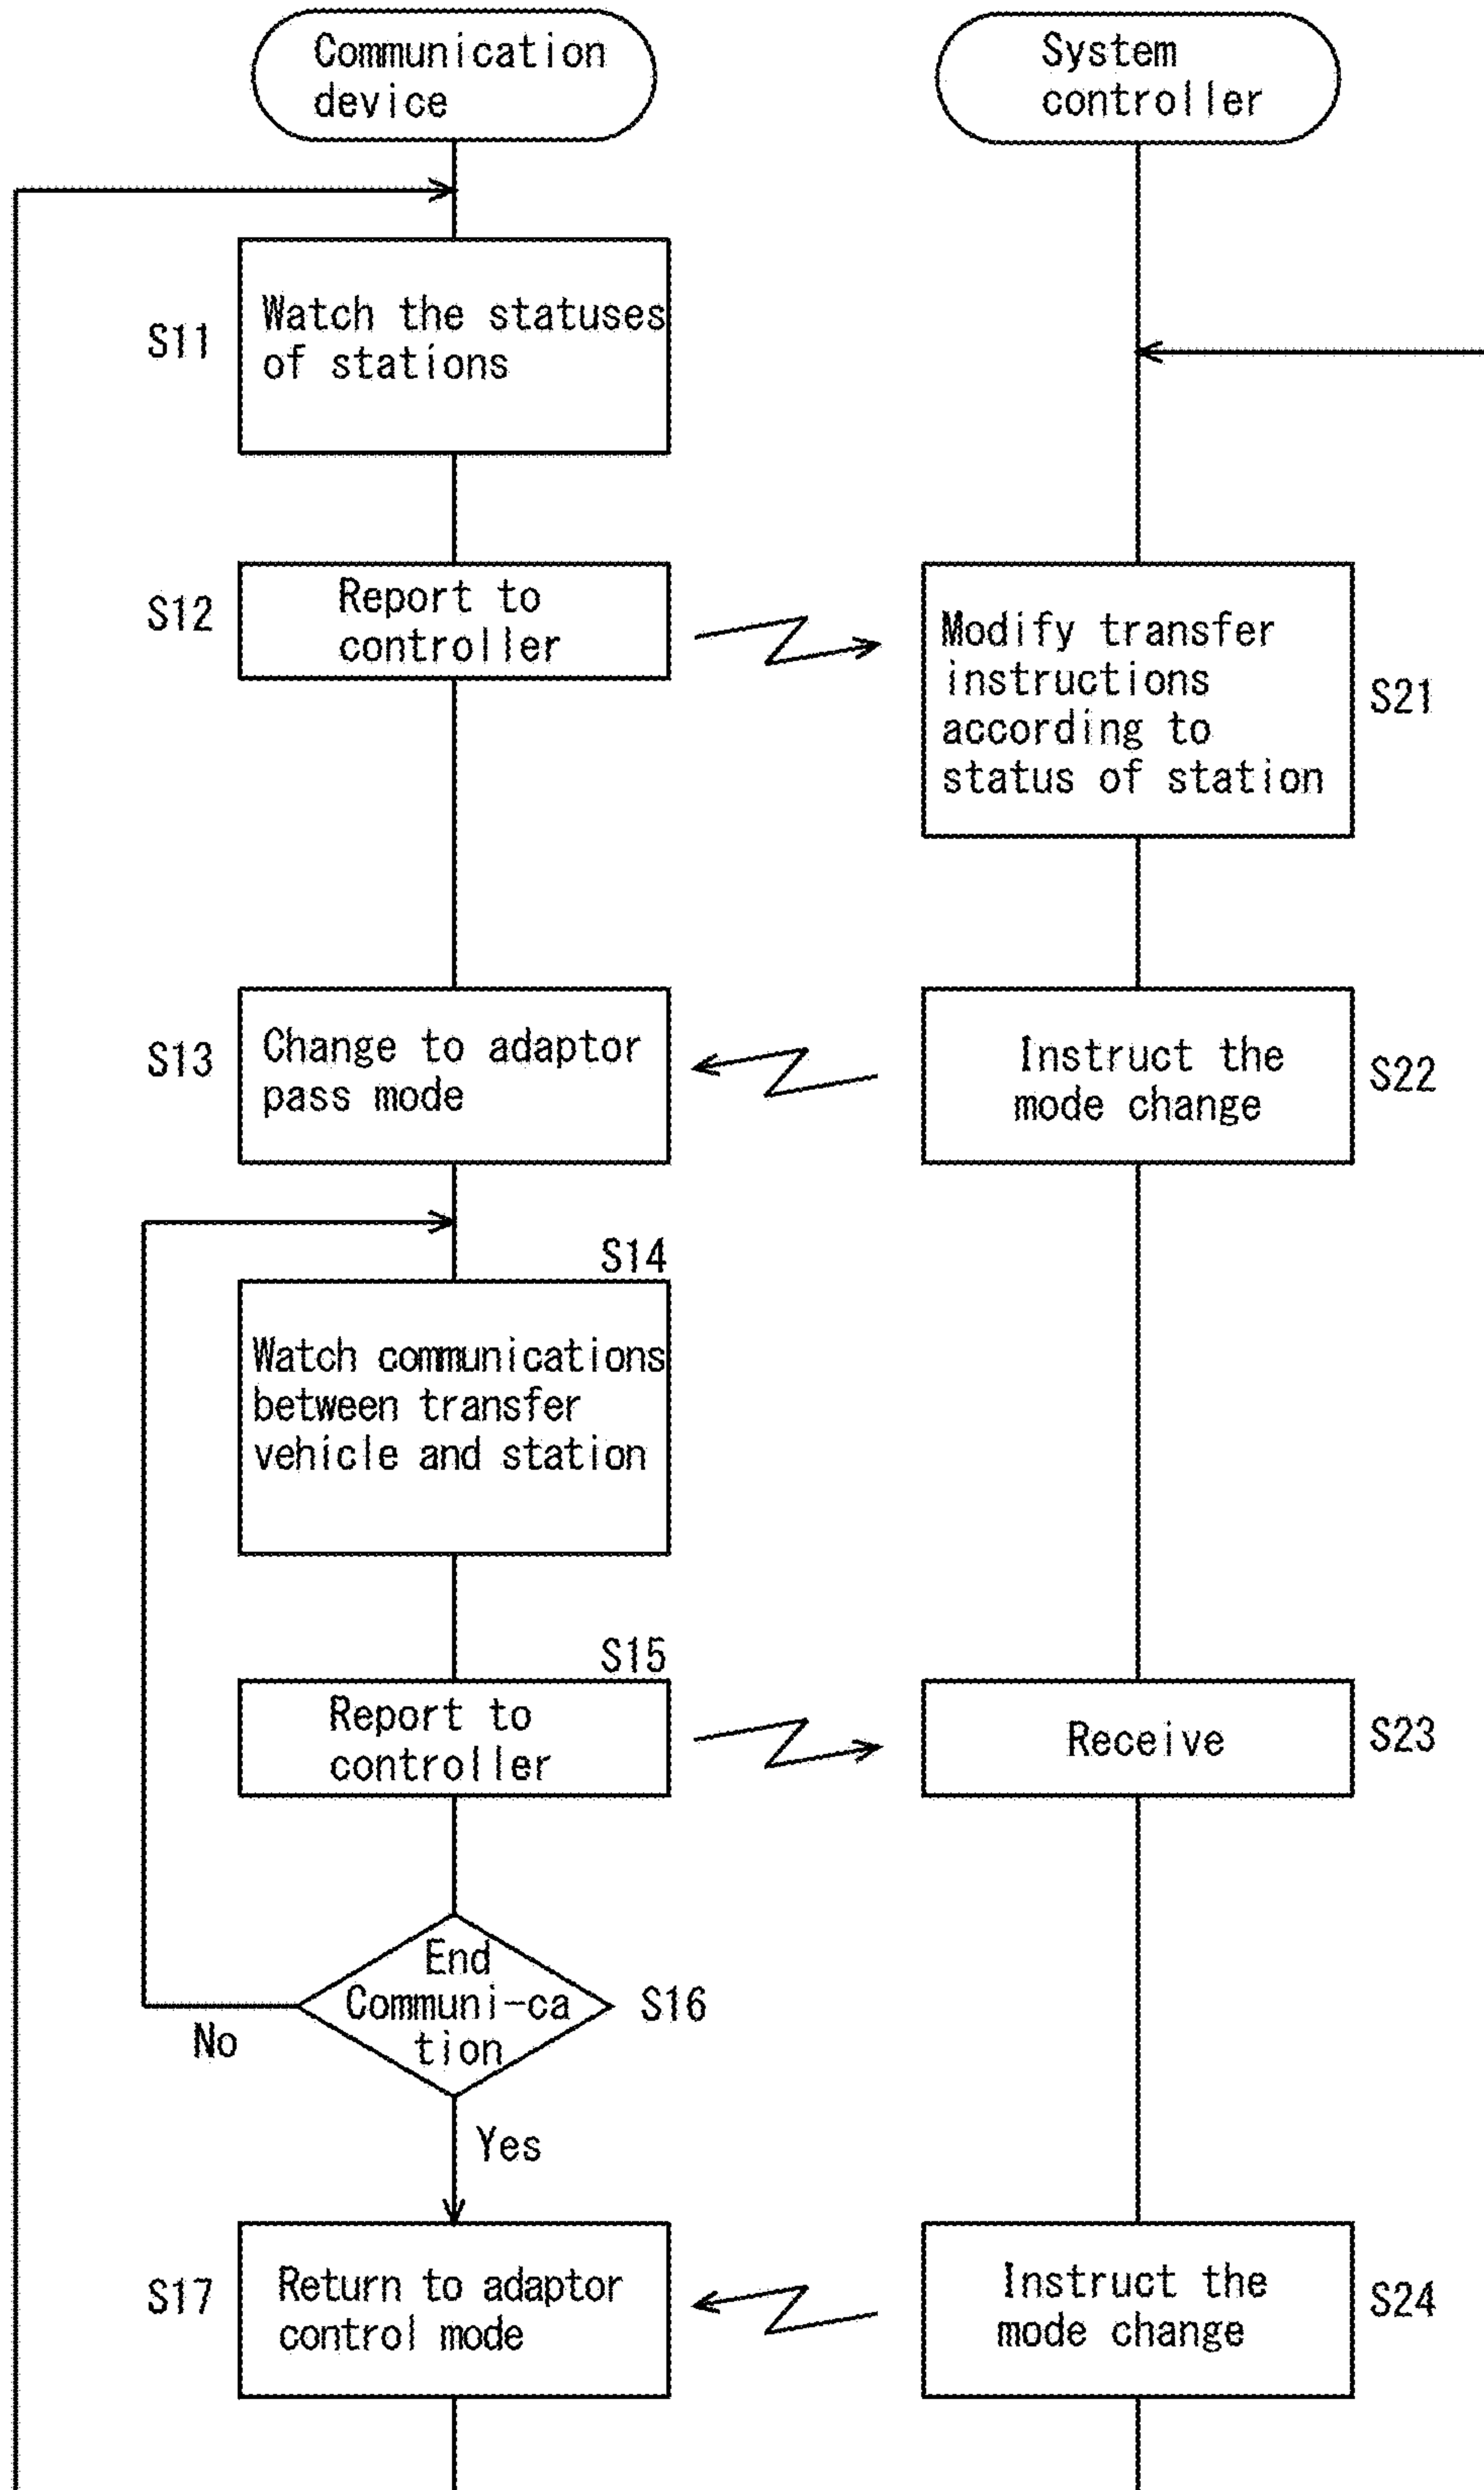 Communication
device
System
controller
S11
Watch the statuses
of stations
S12
Report to
controller
Modify transfer
instructions
according to
status of station
S21
S13
Change to adaptor
pass mode
Instruct the
mode change
S22
S14
Watch communications
between transfer
vehicle and station
S15
Report to
controller
Receive
S23
End
Communi-ca
tion
S16
No
Yes
S17
Return to adaptor
control mode
Instruct the
mode change
S24